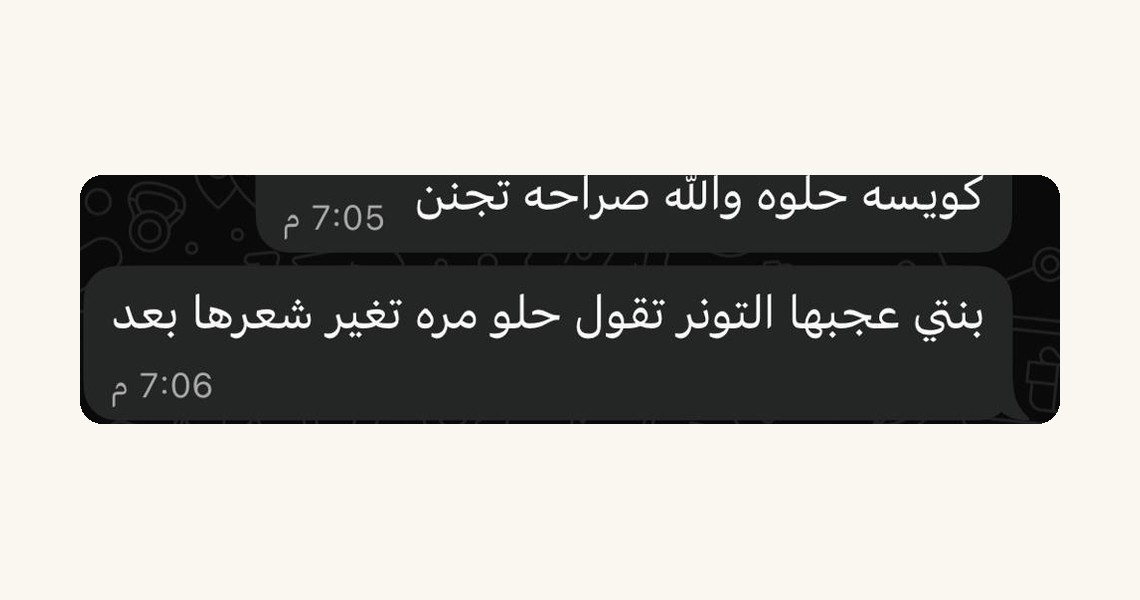 كويسه حلوه والله صراحه تجنن
7:05 م
بنتي عجبها التونر تقول حلو مره تغير شعرها بعد
7:06 م